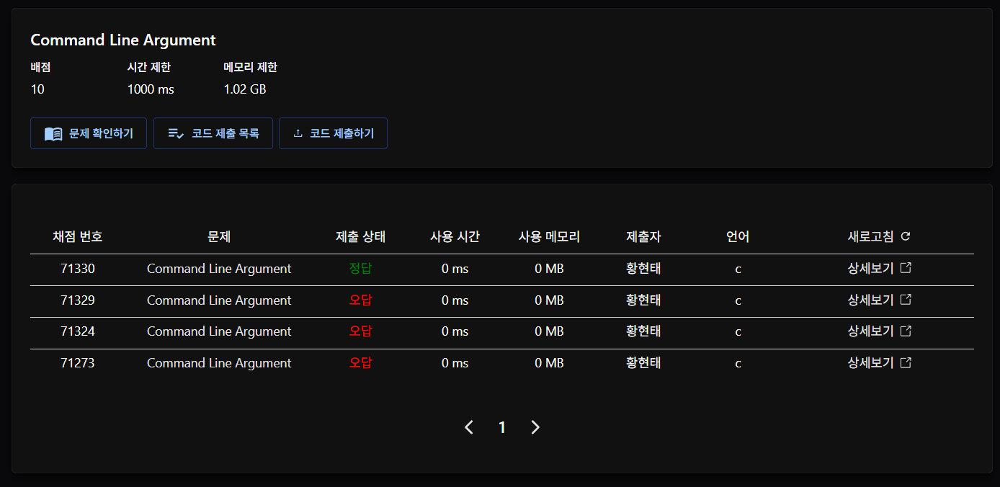 Command Line Argument
배점 시간 제한 메모리 제한
10 1000 ms 1.02 GB
문제 확인하기 코드 제출 목록 코드 제출하기
채점 번호 문제 제출 상태 사용 시간 사용 메모리 제출자 언어 새로고침
71330 Command Line Argument 정답 0 ms 0 MB 황현태 c 상세보기
71329 Command Line Argument 오답 0 ms 0 MB 황현태 c 상세보기
71324 Command Line Argument 오답 0 ms 0 MB 황현태 c 상세보기
71273 Command Line Argument 오답 0 ms 0 MB 황현태 c 상세보기
1